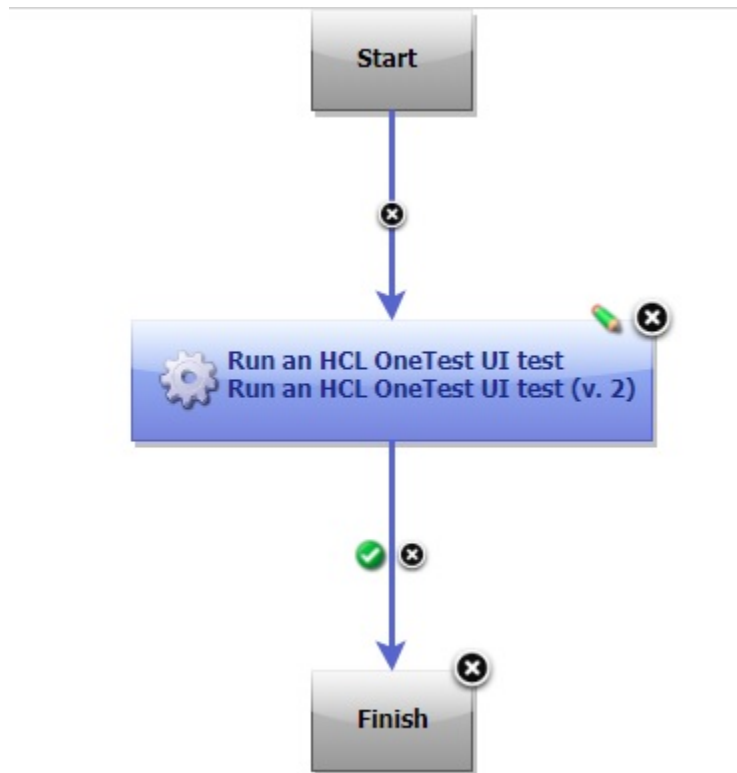 Start
Run an HCL OneTest UI test
Run an HCL OneTest UI test (v. 2)
Finish